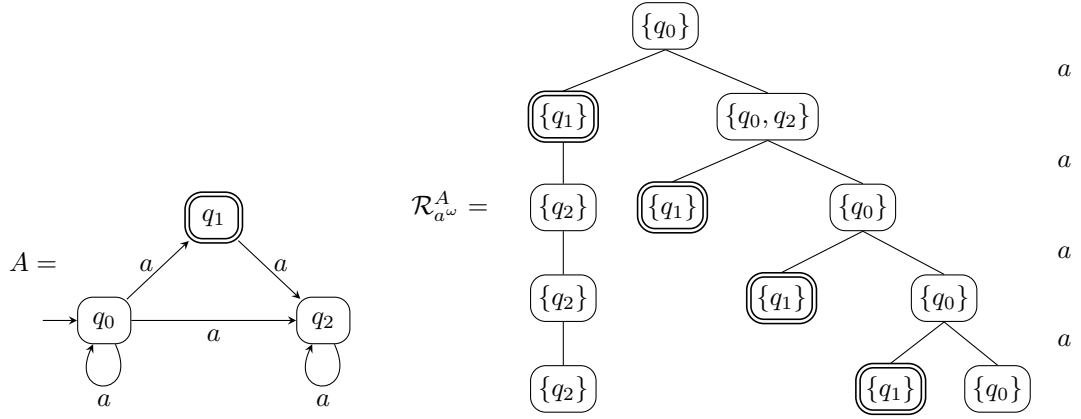 {q₀}
a
{q₁} {q₀, q₂}
a
R^A_{a^ω} = {q₂} {q₁} {q₀}
q₁
a
A = a a
{q₂} {q₁} {q₀}
q₀ a q₂
a
{q₂} {q₁} {q₀}
a a